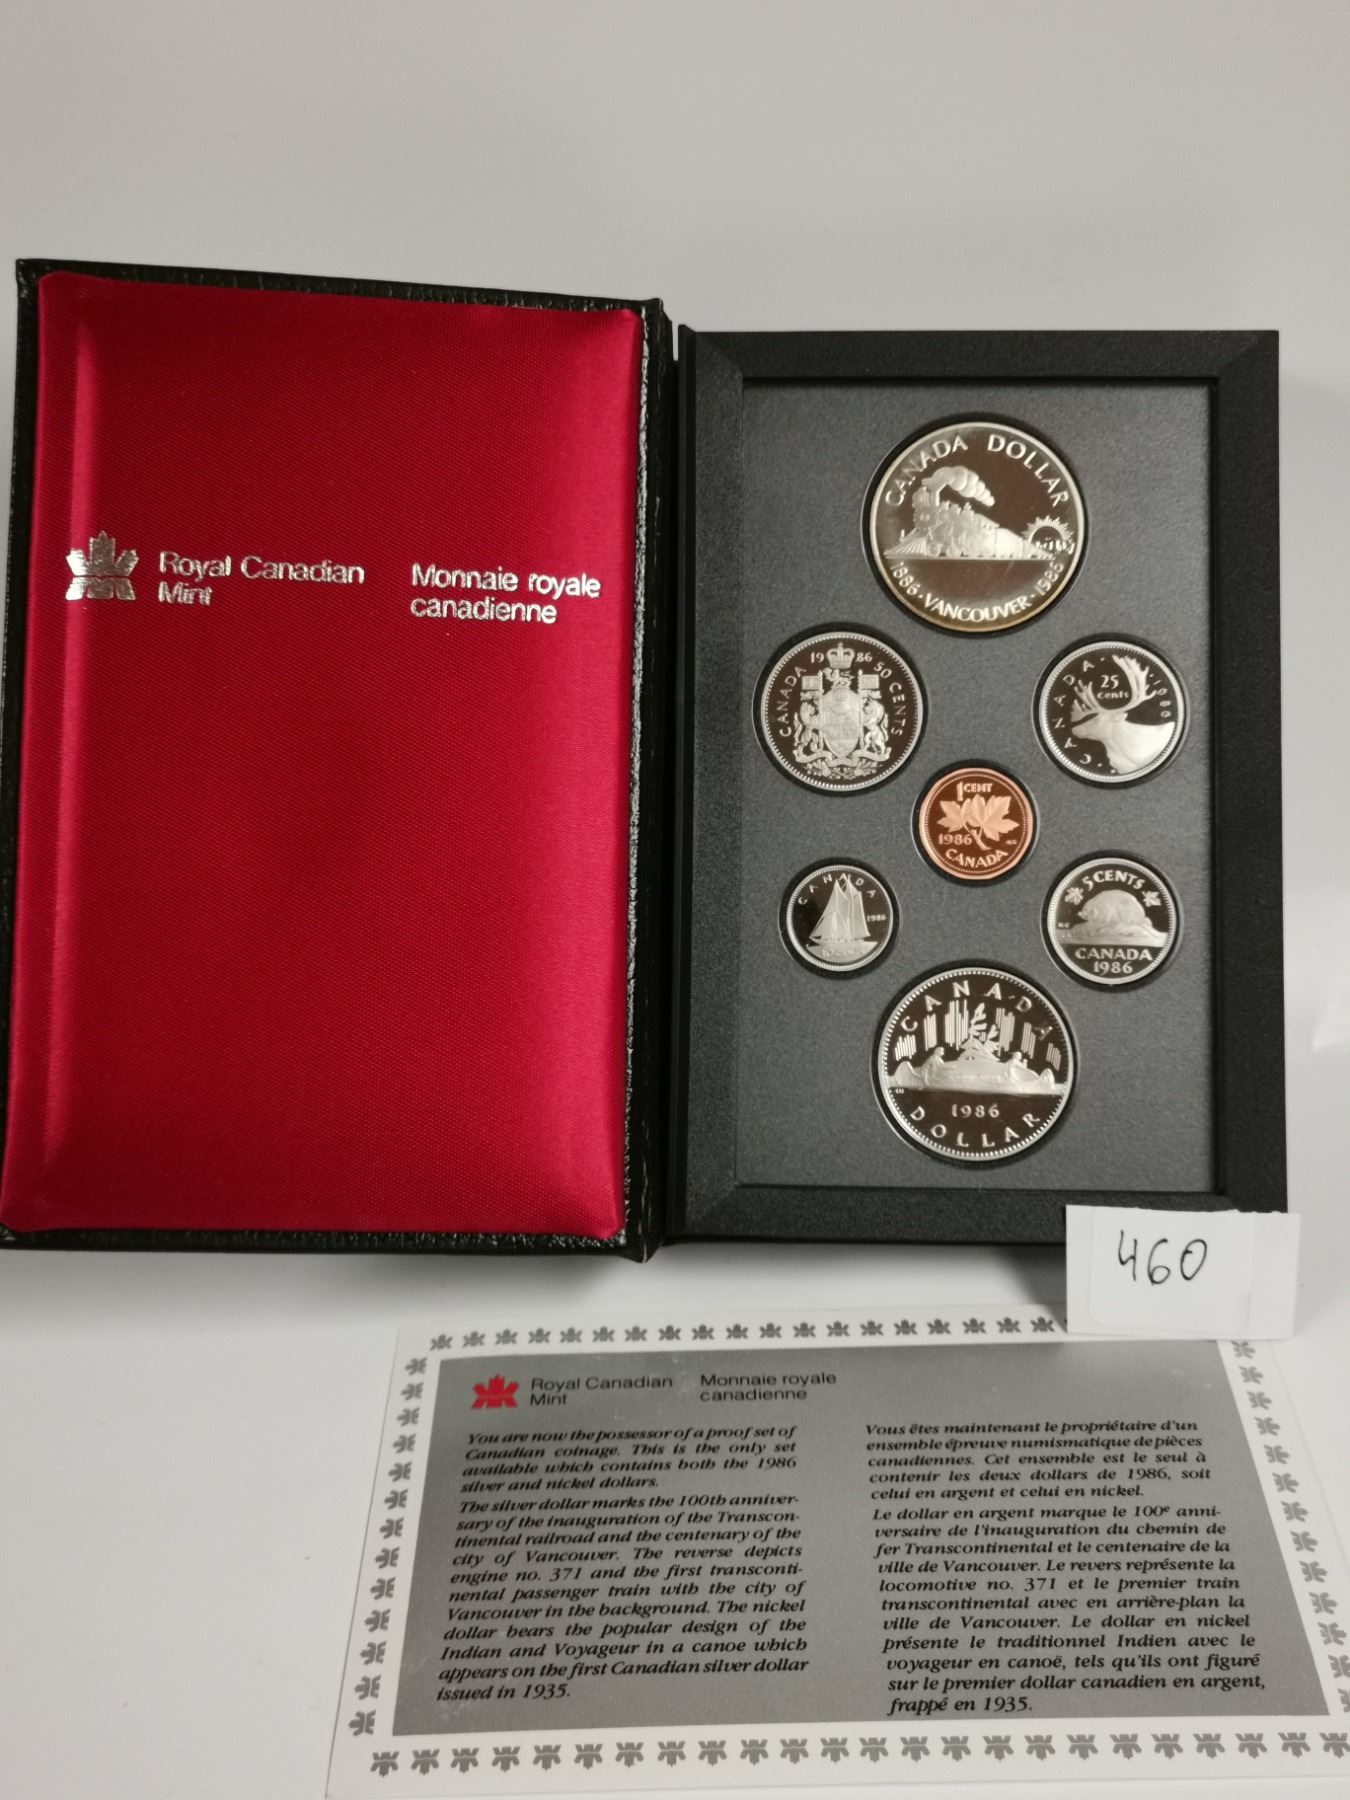 Royal Canadian
Mint
Monnaie royale
canadienne
CANADA DOLLAR
1886 · VANCOUVER · 1986
1986
CANADA 50 CENTS
CANADA · 1986
25
cents
1 CENT
1986
CANADA
CANADA
1986
5 CENTS
CANADA
1986
CANADA
1986
DOLLAR
460
Royal Canadian
Mint
Monnaie royale
canadienne
You are now the possessor of a proof set of
Canadian coinage. This is the only set
available which contains both the 1986
silver and nickel dollars.
The silver dollar marks the 100th anniver-
sary of the inauguration of the Transcon-
tinental railroad and the centenary of the
city of Vancouver. The reverse depicts
engine no. 371 and the first transconti-
nental passenger train with the city of
Vancouver in the background. The nickel
dollar bears the popular design of the
Indian and Voyageur in a canoe which
appears on the first Canadian silver dollar
issued in 1935.
Vous êtes maintenant le propriétaire d'un
ensemble épreuve numismatique de pièces
canadiennes. Cet ensemble est le seul à
contenir les deux dollars de 1986, soit
celui en argent et celui en nickel.
Le dollar en argent marque le 100e anni-
versaire de l'inauguration du chemin de
fer Transcontinental et le centenaire de la
ville de Vancouver. Le revers représente la
locomotive no. 371 et le premier train
transcontinental avec en arrière-plan la
ville de Vancouver. Le dollar en nickel
présente le traditionnel Indien avec le
voyageur en canoë, tels qu'ils ont figuré
sur le premier dollar canadien en argent,
frappé en 1935.